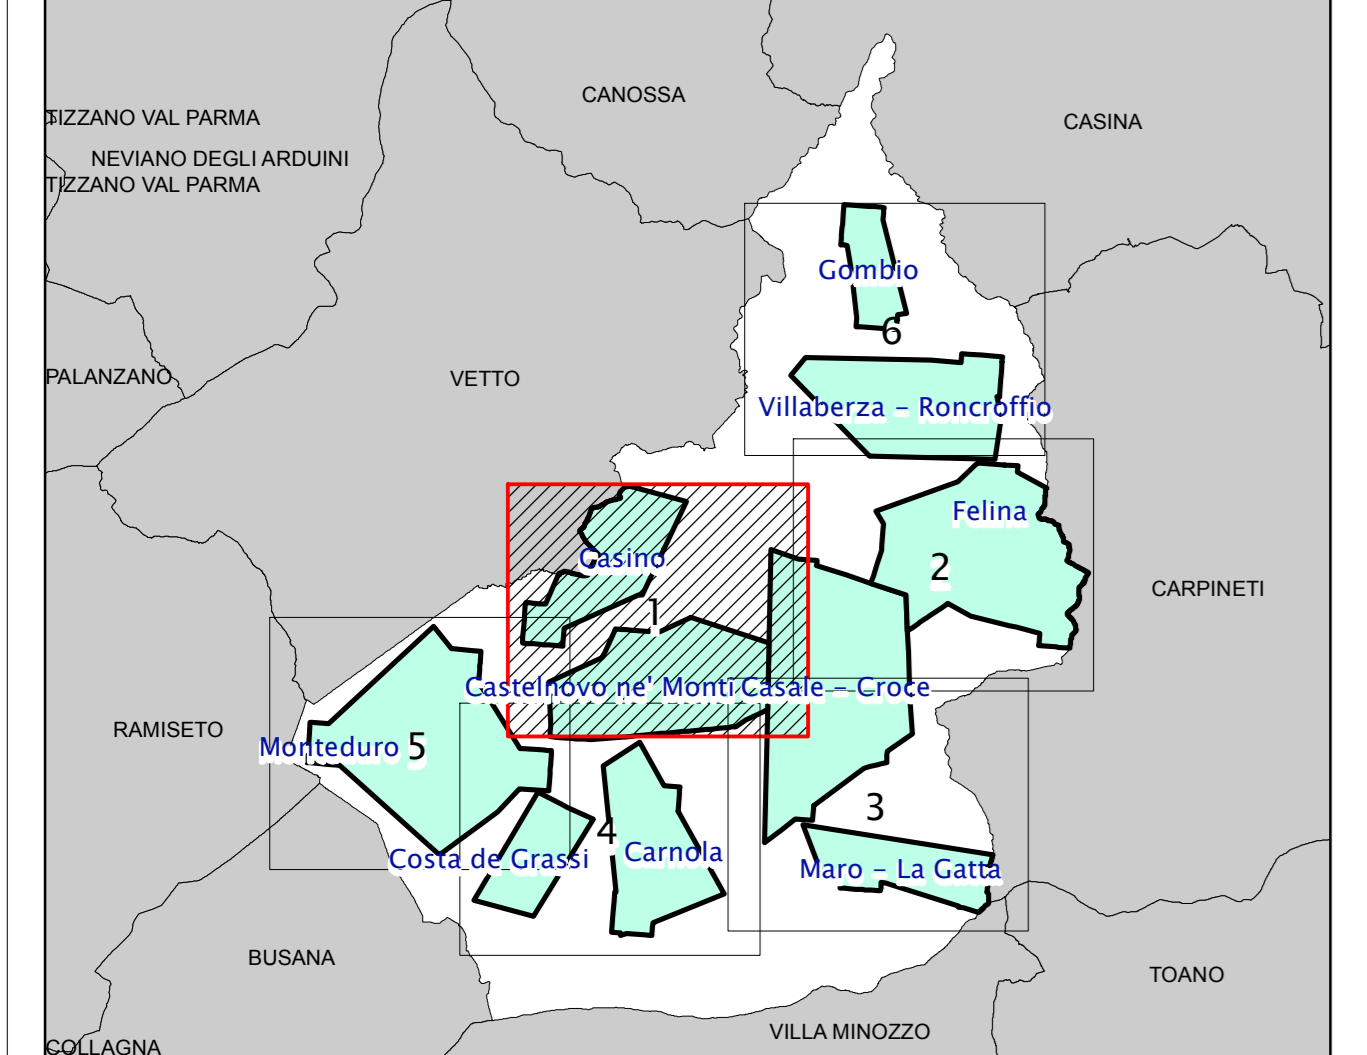 CANOSSA
TIZZANO VAL PARMA
CASINA
NEVIANO DEGLI ARDUINI
TIZZANO VAL PARMA
Gombio
6
PALANZANO
VETTO
Villaberza - Roncroffio
Felina
Casino
2
CARPINETI
1
Castelnovo ne' Monti
Casale - Croce
RAMISETO
Monteduro
5
3
4
Costa de Grassi
Carnola
Maro - La Gatta
BUSANA
TOANO
VILLA MINOZZO
COLLAGNA